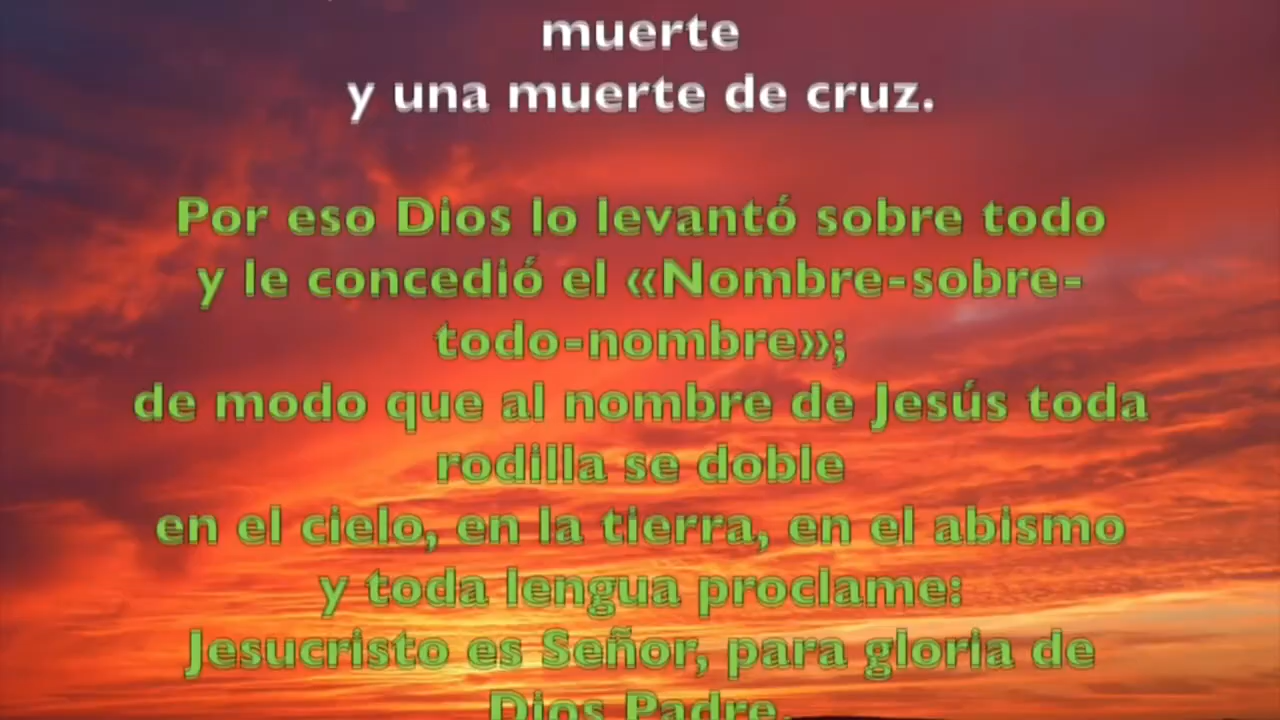 muerte
y una muerte de cruz.
Por eso Dios lo levantó sobre todo
y le concedió el «Nombre-sobre-
todo-nombre»;
de modo que al nombre de Jesús toda
rodilla se doble
en el cielo, en la tierra, en el abismo
y toda lengua proclame:
Jesucristo es Señor, para gloria de
Dios Padre.